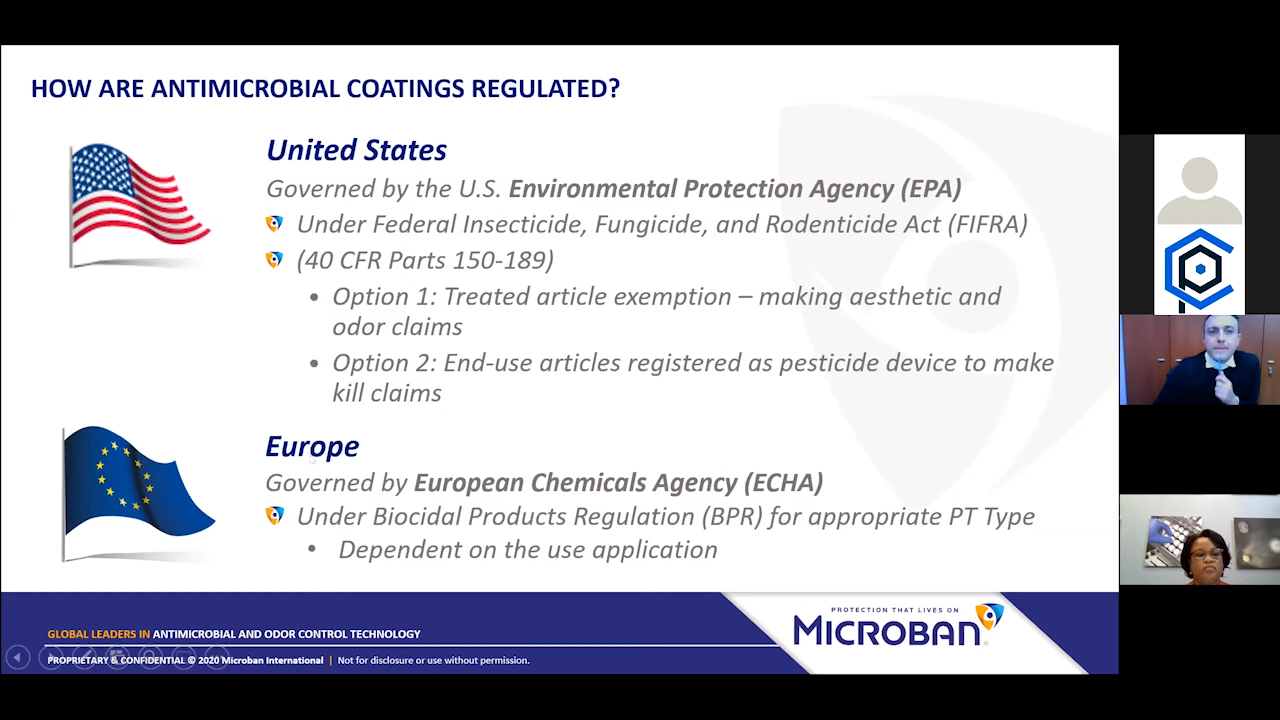 HOW ARE ANTIMICROBIAL COATINGS REGULATED?
United States
Governed by the U.S. Environmental Protection Agency (EPA)
Under Federal Insecticide, Fungicide, and Rodenticide Act (FIFRA)
(40 CFR Parts 150-189)
• Option 1: Treated article exemption – making aesthetic and
odor claims
• Option 2: End-use articles registered as pesticide device to make
kill claims
Europe
Governed by European Chemicals Agency (ECHA)
Under Biocidal Products Regulation (BPR) for appropriate PT Type
• Dependent on the use application
PROTECTION THAT LIVES ON
MICROBAN®
GLOBAL LEADERS IN ANTIMICROBIAL AND ODOR CONTROL TECHNOLOGY
PROPRIETARY & CONFIDENTIAL © 2020 Microban International | Not for disclosure or use without permission.